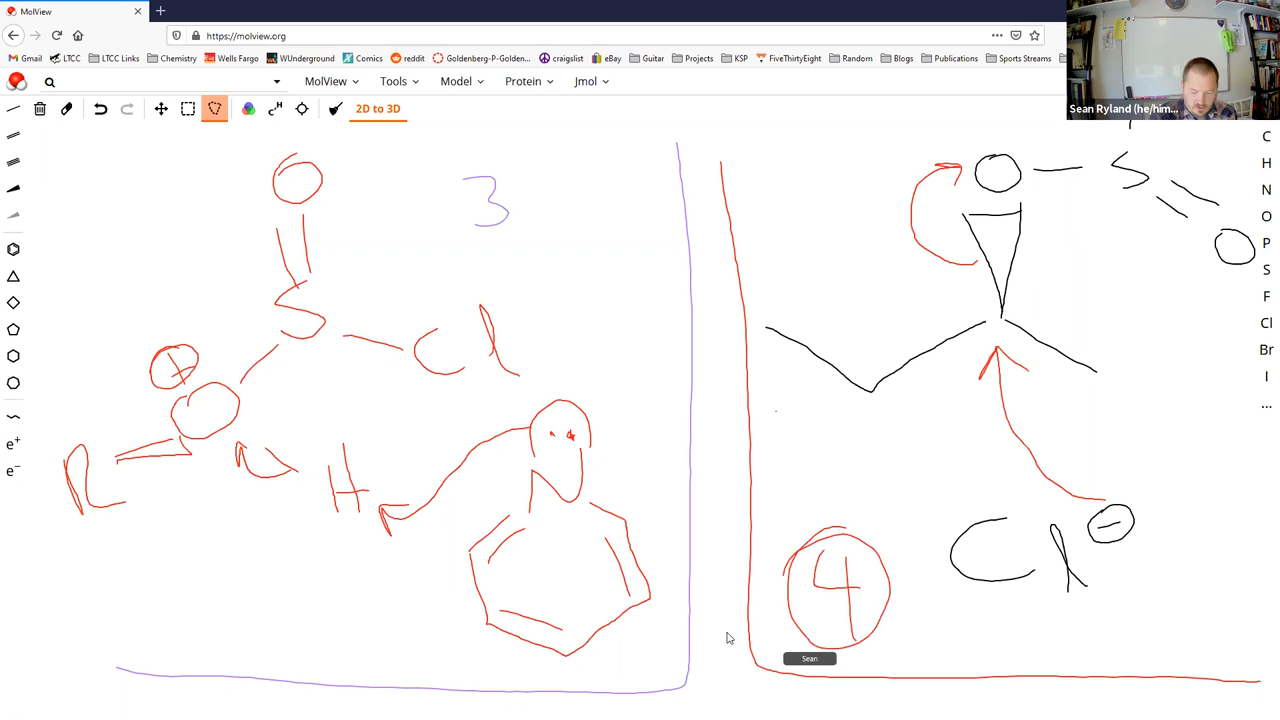 MolView
https://molview.org
Gmail LTCC LTCC Links Chemistry Wells Fargo WUnderground Comics reddit Goldenberg-P-Golden... craigslist eBay Guitar Projects KSP FiveThirtyEight Random Blogs Publications Sports Streams
MolView Tools Model Protein Jmol
Sean Ryland (he/him...
2D to 3D
C
H
N
O
P
S
F
Cl
Br
I
...
e+
e−
O
3
S
Cl
+
O
R
H
N
O S
O
Cl −
4
Sean